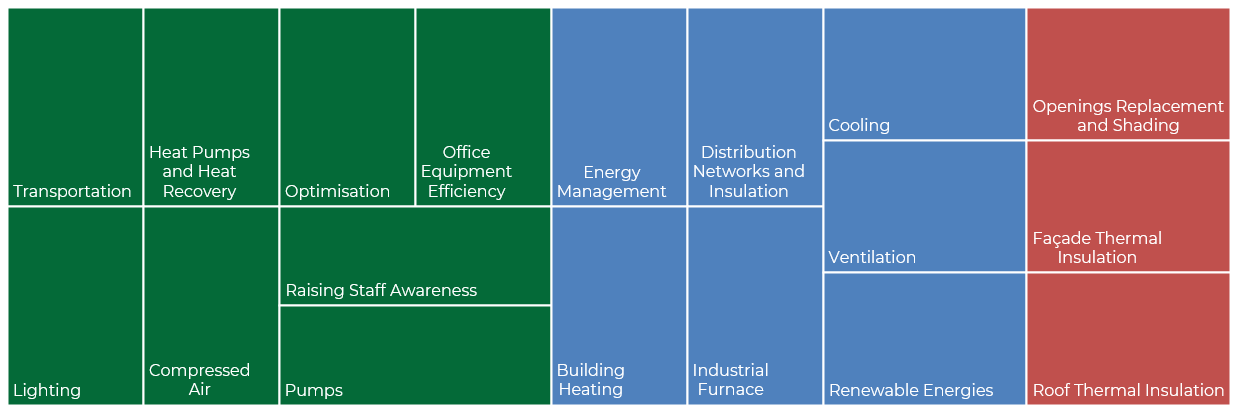 Transportation
Heat Pumps
and Heat
Recovery
Optimisation
Office
Equipment
Efficiency
Energy
Management
Distribution
Networks and
Insulation
Cooling
Openings Replacement
and Shading
Lighting
Compressed
Air
Raising Staff Awareness
Pumps
Building
Heating
Industrial
Furnace
Ventilation
Façade Thermal
Insulation
Renewable Energies
Roof Thermal Insulation